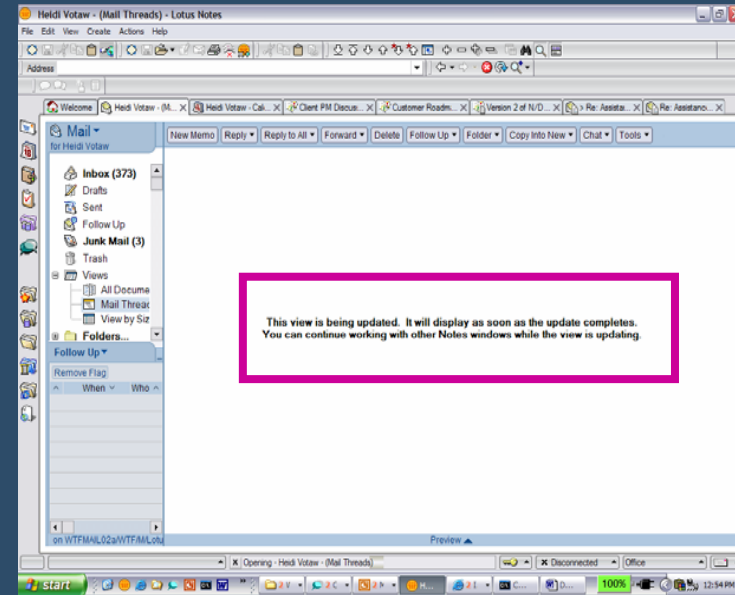 Heidi Votaw - (Mail Threads) - Lotus Notes
File Edit View Create Actions Help
Address
Welcome Heidi Votaw - (M... Heidi Votaw - Cal... Client PM Discus... Customer Roadm... Version 2 of N/D... Re: Assistan... Re: Assistanc...
Mail
for Heidi Votaw
New Memo Reply Reply to All Forward Delete Follow Up Folder Copy Into New Chat Tools
Inbox (373)
Drafts
Sent
Follow Up
Junk Mail (3)
Trash
Views
All Docume
Mail Threac
View by Siz
Folders...
Follow Up
Remove Flag
When Who
This view is being updated. It will display as soon as the update completes.
You can continue working with other Notes windows while the view is updating.
on WTFMAIL02a/WTF/M/Lotu
Preview
Opening - Heidi Votaw - (Mail Threads)
Disconnected Office
start 100% 12:54 PM